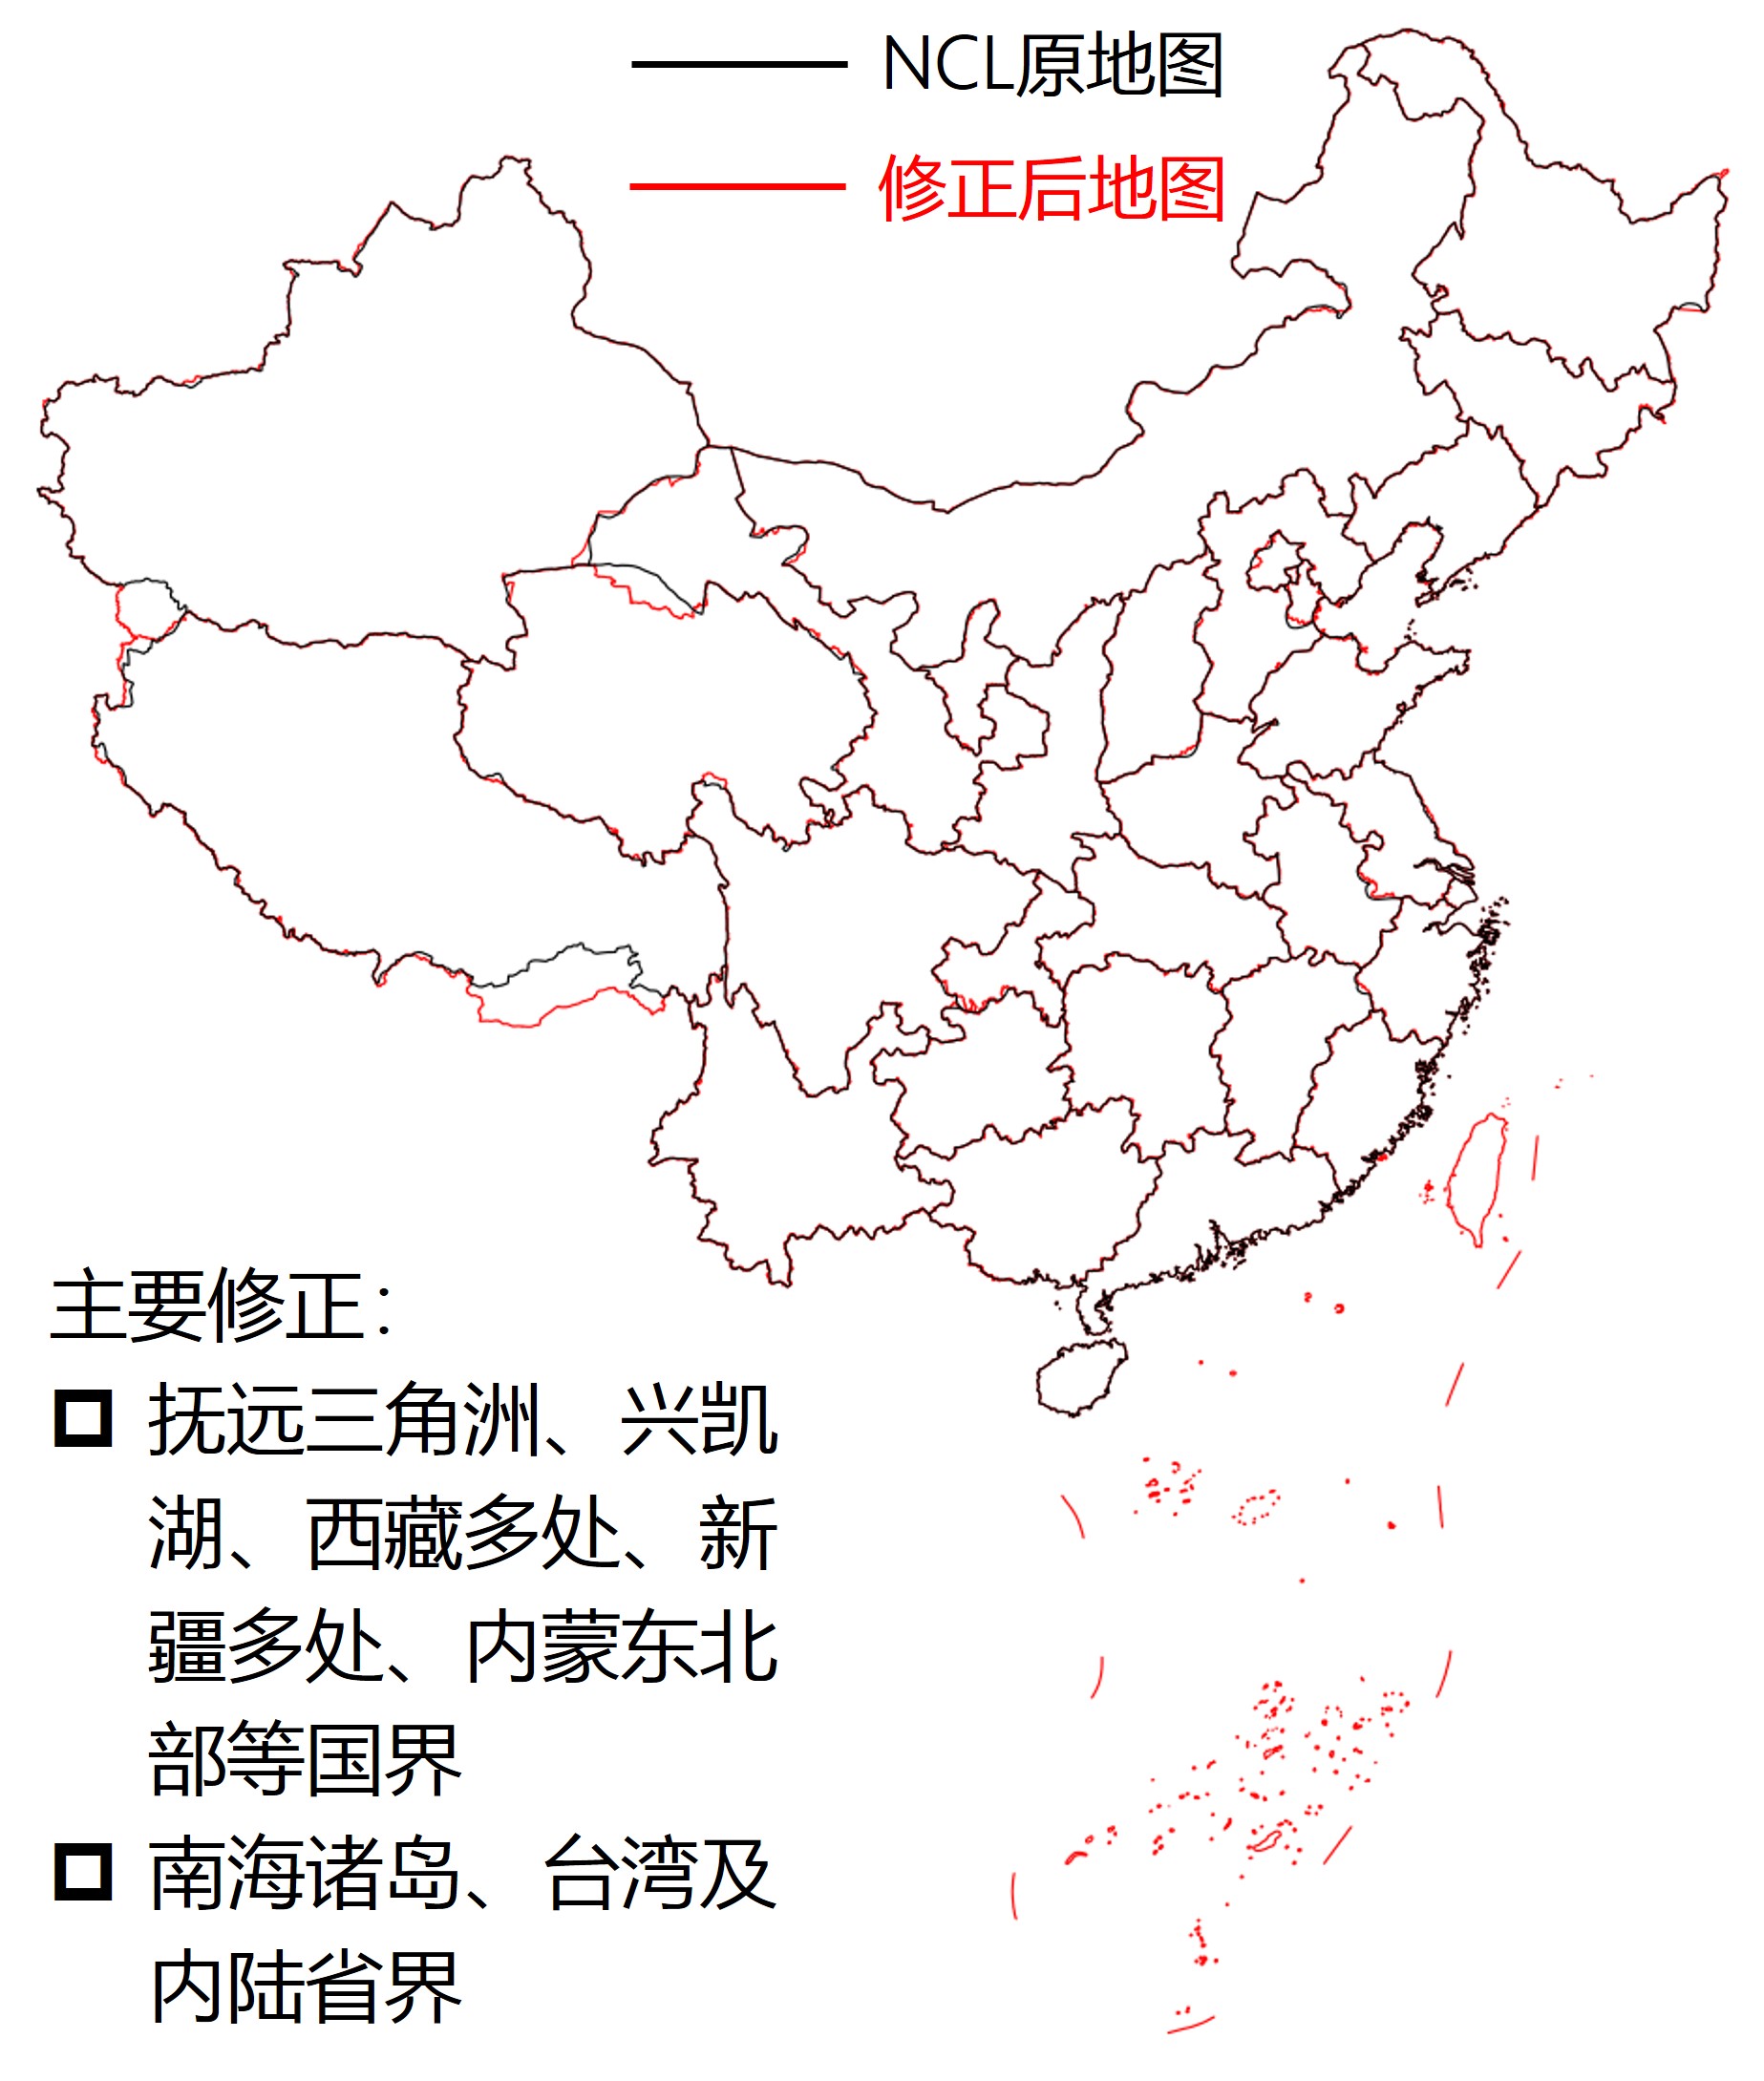 NCL原地图
修正后地图
主要修正：
抚远三角洲、兴凯
湖、西藏多处、新
疆多处、内蒙东北
部等国界
南海诸岛、台湾及
内陆省界